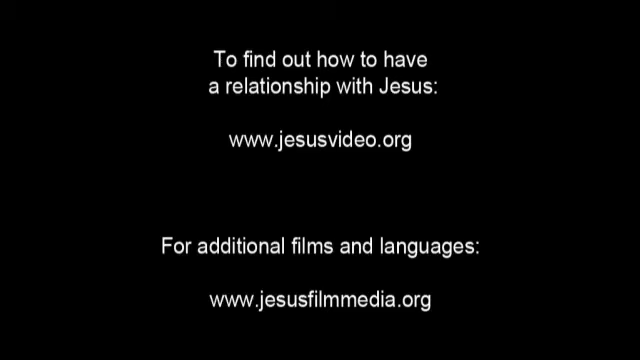 To find out how to have
a relationship with Jesus:
www.jesusvideo.org
For additional films and languages:
www.jesusfilmmedia.org